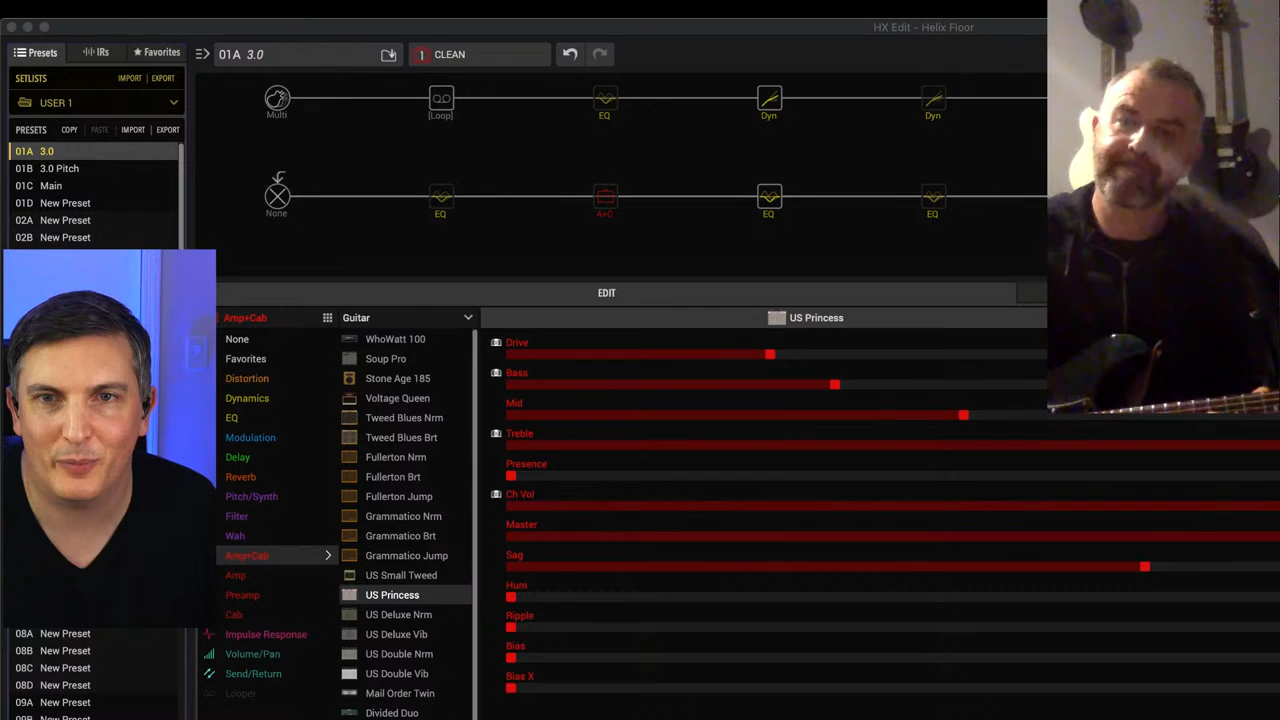 HX Edit - Helix Floor
Presets
IRs
Favorites
01A 3.0
1 CLEAN
SETLISTS
IMPORT
EXPORT
USER 1
PRESETS
COPY
PASTE
IMPORT
EXPORT
01A 3.0
01B 3.0 Pitch
01C Main
01D New Preset
02A New Preset
02B New Preset
08A New Preset
08B New Preset
08C New Preset
08D New Preset
09A New Preset
Multi
[Loop]
EQ
Dyn
Dyn
None
EQ
A+C
EQ
EQ
EDIT
Amp+Cab
Guitar
US Princess
None
Favorites
Distortion
Dynamics
EQ
Modulation
Delay
Reverb
Pitch/Synth
Filter
Wah
Amp+Cab
Amp
Preamp
Cab
Impulse Response
Volume/Pan
Send/Return
Looper
WhoWatt 100
Soup Pro
Stone Age 185
Voltage Queen
Tweed Blues Nrm
Tweed Blues Brt
Fullerton Nrm
Fullerton Brt
Fullerton Jump
Grammatico Nrm
Grammatico Brt
Grammatico Jump
US Small Tweed
US Princess
US Deluxe Nrm
US Deluxe Vib
US Double Nrm
US Double Vib
Mail Order Twin
Divided Duo
Drive
Bass
Mid
Treble
Presence
Ch Vol
Master
Sag
Hum
Ripple
Bias
Bias X